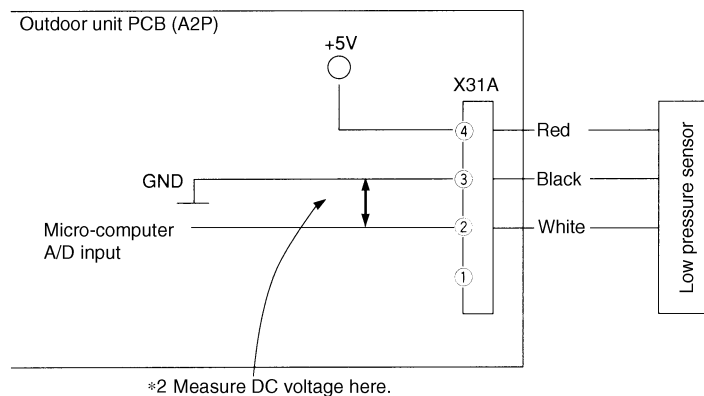 Outdoor unit PCB (A2P)
+5V
X31A
4
Red
GND
3
Black
Micro-computer
A/D input
2
White
1
Low pressure sensor
*2 Measure DC voltage here.